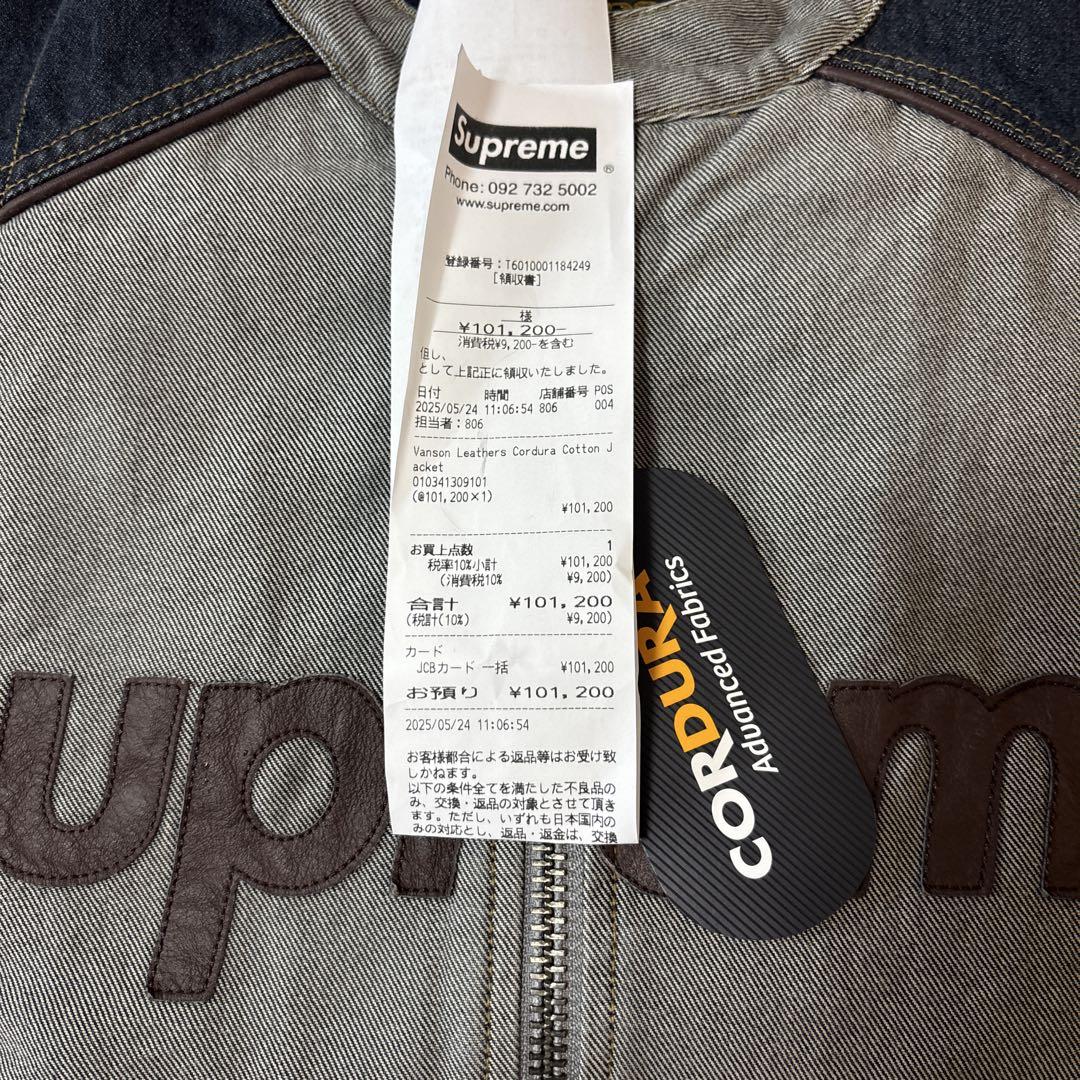 Supreme
®
Phone: 092 732 5002
www.supreme.com
登録番号:T6010001184249
[領収書]
様
¥101,200-
消費税¥9,200-を含む
但し、
として上記正に領収いたしました。
日付 時間 店舗番号 POS
2025/05/24 11:06:54 806 004
担当者:806
Vanson Leathers Cordura Cotton J
acket
010341309101
(@101,200×1)
¥101,200
お買上点数 1
税率10%小計 ¥101,200
(消費税10% ¥9,200)
合計 ¥101,200
(税計(10%) ¥9,200)
カード
JCBカード 一括 ¥101,200
お預り ¥101,200
2025/05/24 11:06:54
お客様都合による返品等はお受け致
しかねます。
以下の条件全てを満たした不良品の
み、交換・返品の対象とさせて頂き
ます。ただし、いずれも日本国内の
みの対応とし、返品・返金は、交換
CORDURA
Advanced Fabrics
uprem